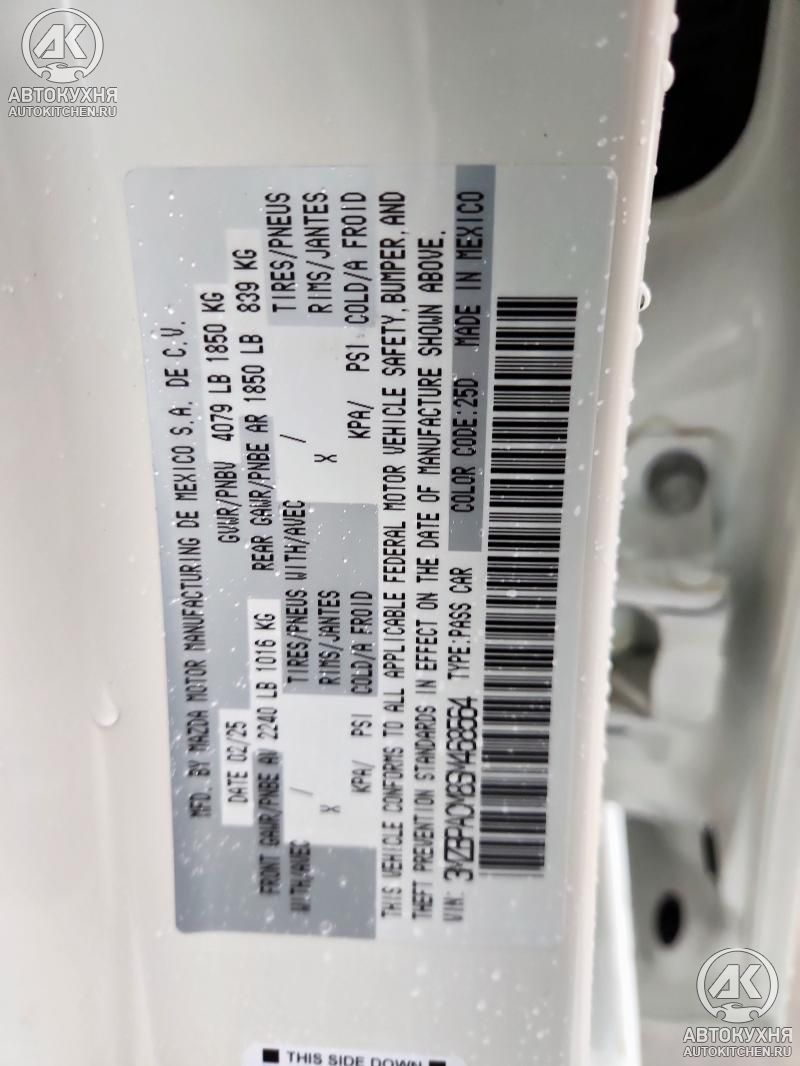 AK
АВТОКУХНЯ
AUTOKITCHEN.RU
MFD. BY MAZDA MOTOR MANUFACTURING DE MEXICO S.A. DE C.V.
DATE 02/25 GVWR/PNBV 4079 LB 1850 KG
FRONT GAWR/PNBE AV 2240 LB 1016 KG REAR GAWR/PNBE AR 1850 LB 839 KG
WITH/AVEC / TIRES/PNEUS WITH/AVEC / TIRES/PNEUS
X RIMS/JANTES X RIMS/JANTES
KPA/ PSI COLD/A FROID KPA/ PSI COLD/A FROID
THIS VEHICLE CONFORMS TO ALL APPLICABLE FEDERAL MOTOR VEHICLE SAFETY, BUMPER, AND
THEFT PREVENTION STANDARDS IN EFFECT ON THE DATE OF MANUFACTURE SHOWN ABOVE.
VIN: 3MZBPACM8SM468564 TYPE:PASS CAR COLOR CODE:25D MADE IN MEXICO
THIS SIDE DOWN
AK
АВТОКУХНЯ
AUTOKITCHEN.RU